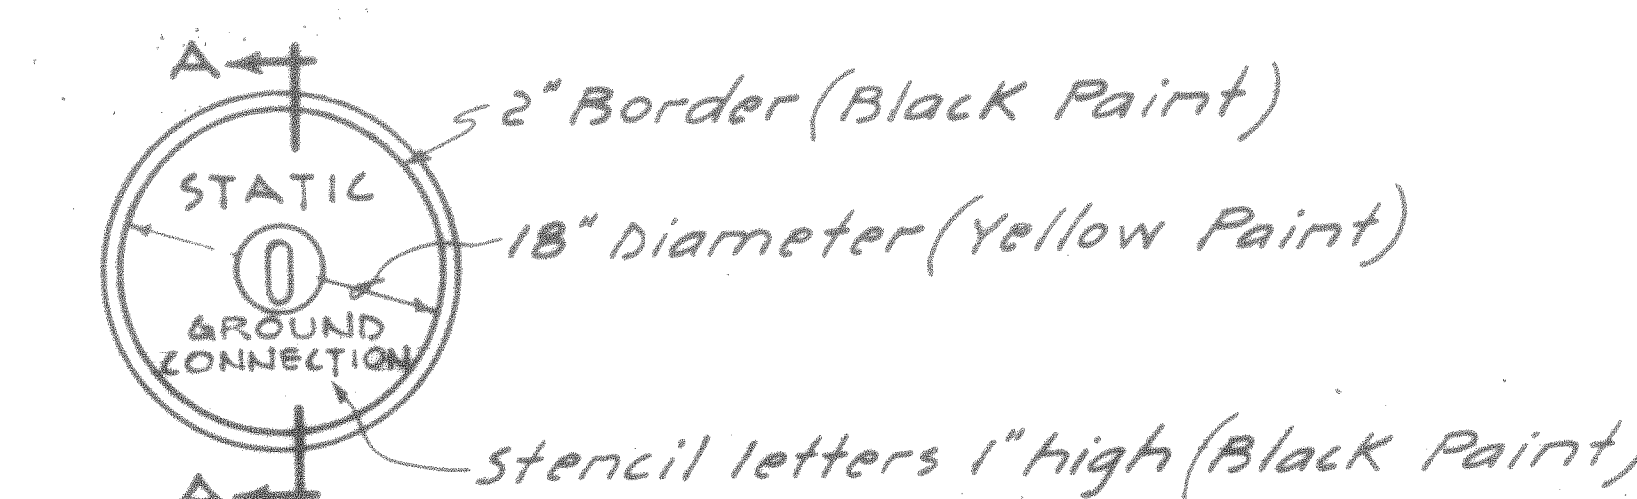 A
2" Border (Black Paint)
STATIC
18" Diameter (Yellow Paint)
GROUND
CONNECTION
Stencil letters 1" high (Black Paint)
A